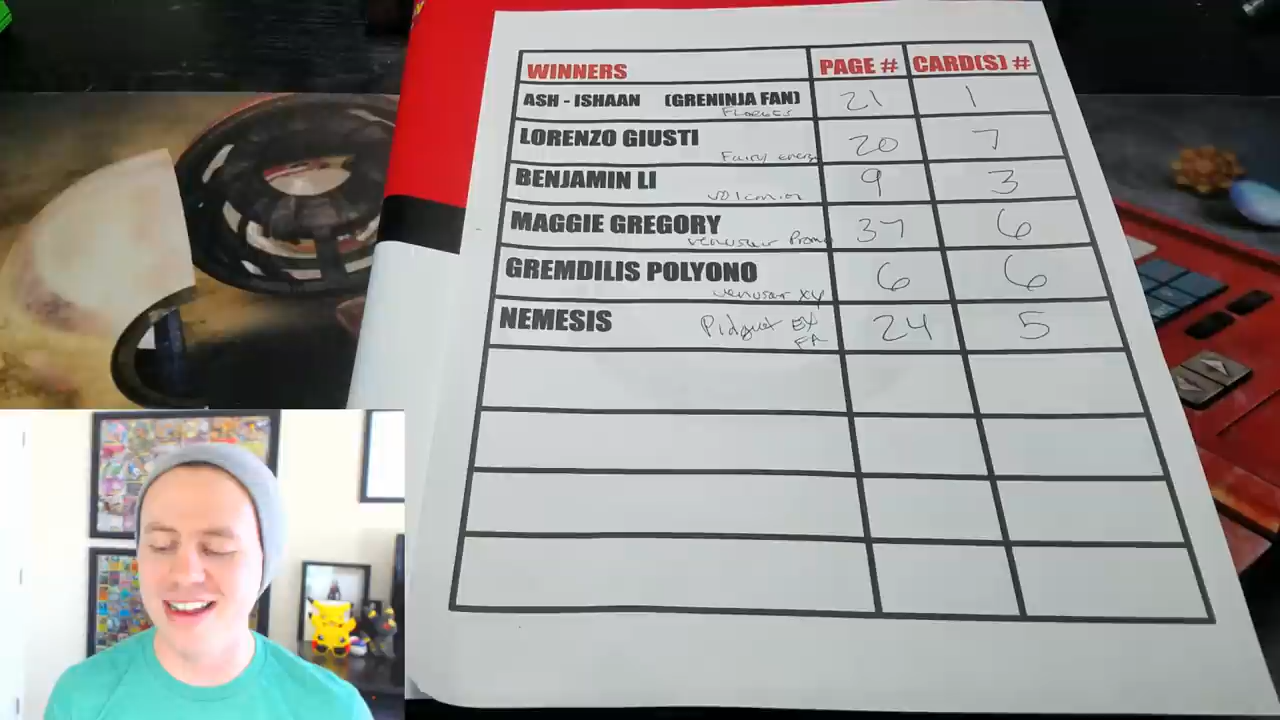 WINNERS PAGE # CARD(S) #
ASH - ISHAAN (GRENINJA FAN) 21 1
FLORGES
LORENZO GIUSTI 20 7
Fairy energy
BENJAMIN LI 9 3
volcanion
MAGGIE GREGORY 37 6
venusaur Promo
GREMDILIS POLYONO 6 6
venusaur XY
NEMESIS Pidgeot EX 24 5
FA